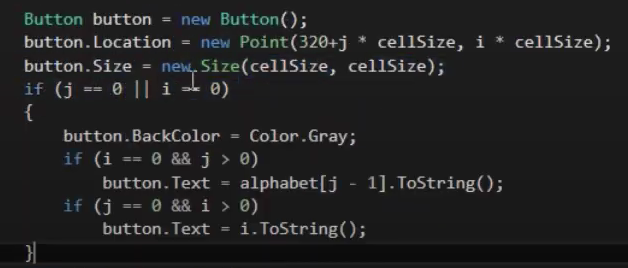 Button button = new Button();
button.Location = new Point(320+j * cellSize, i * cellSize);
button.Size = new Size(cellSize, cellSize);
if (j == 0 || i == 0)
{
button.BackColor = Color.Gray;
if (i == 0 && j > 0)
button.Text = alphabet[j - 1].ToString();
if (j == 0 && i > 0)
button.Text = i.ToString();
}